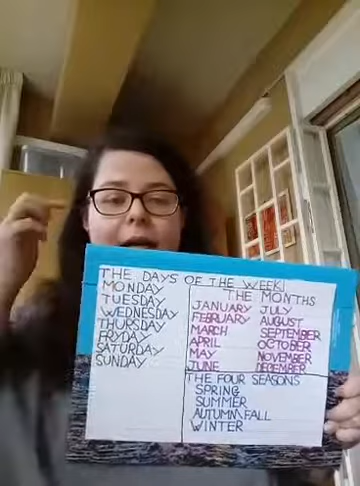 THE DAYS OF THE WEEK
MONDAY
TUESDAY
WEDNESDAY
THURSDAY
FRYDAY
SATURDAY
SUNDAY
THE MONTHS
JANUARY JULY
FEBRUARY AUGUST
MARCH SEPTEMBER
APRIL OCTOBER
MAY NOVEMBER
JUNE DECEMBER
THE FOUR SEASONS
SPRING
SUMMER
AUTUMN/FALL
WINTER